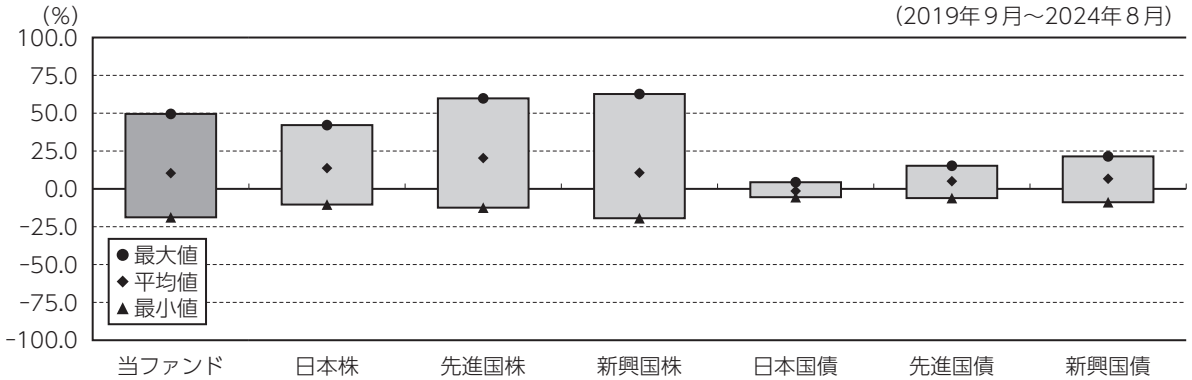 (%)
(2019年9月～2024年8月)
100.0
75.0
50.0
25.0
0.0
-25.0
-50.0
-75.0
-100.0
● 最大値
◆ 平均値
▲ 最小値
当ファンド 日本株 先進国株 新興国株 日本国債 先進国債 新興国債